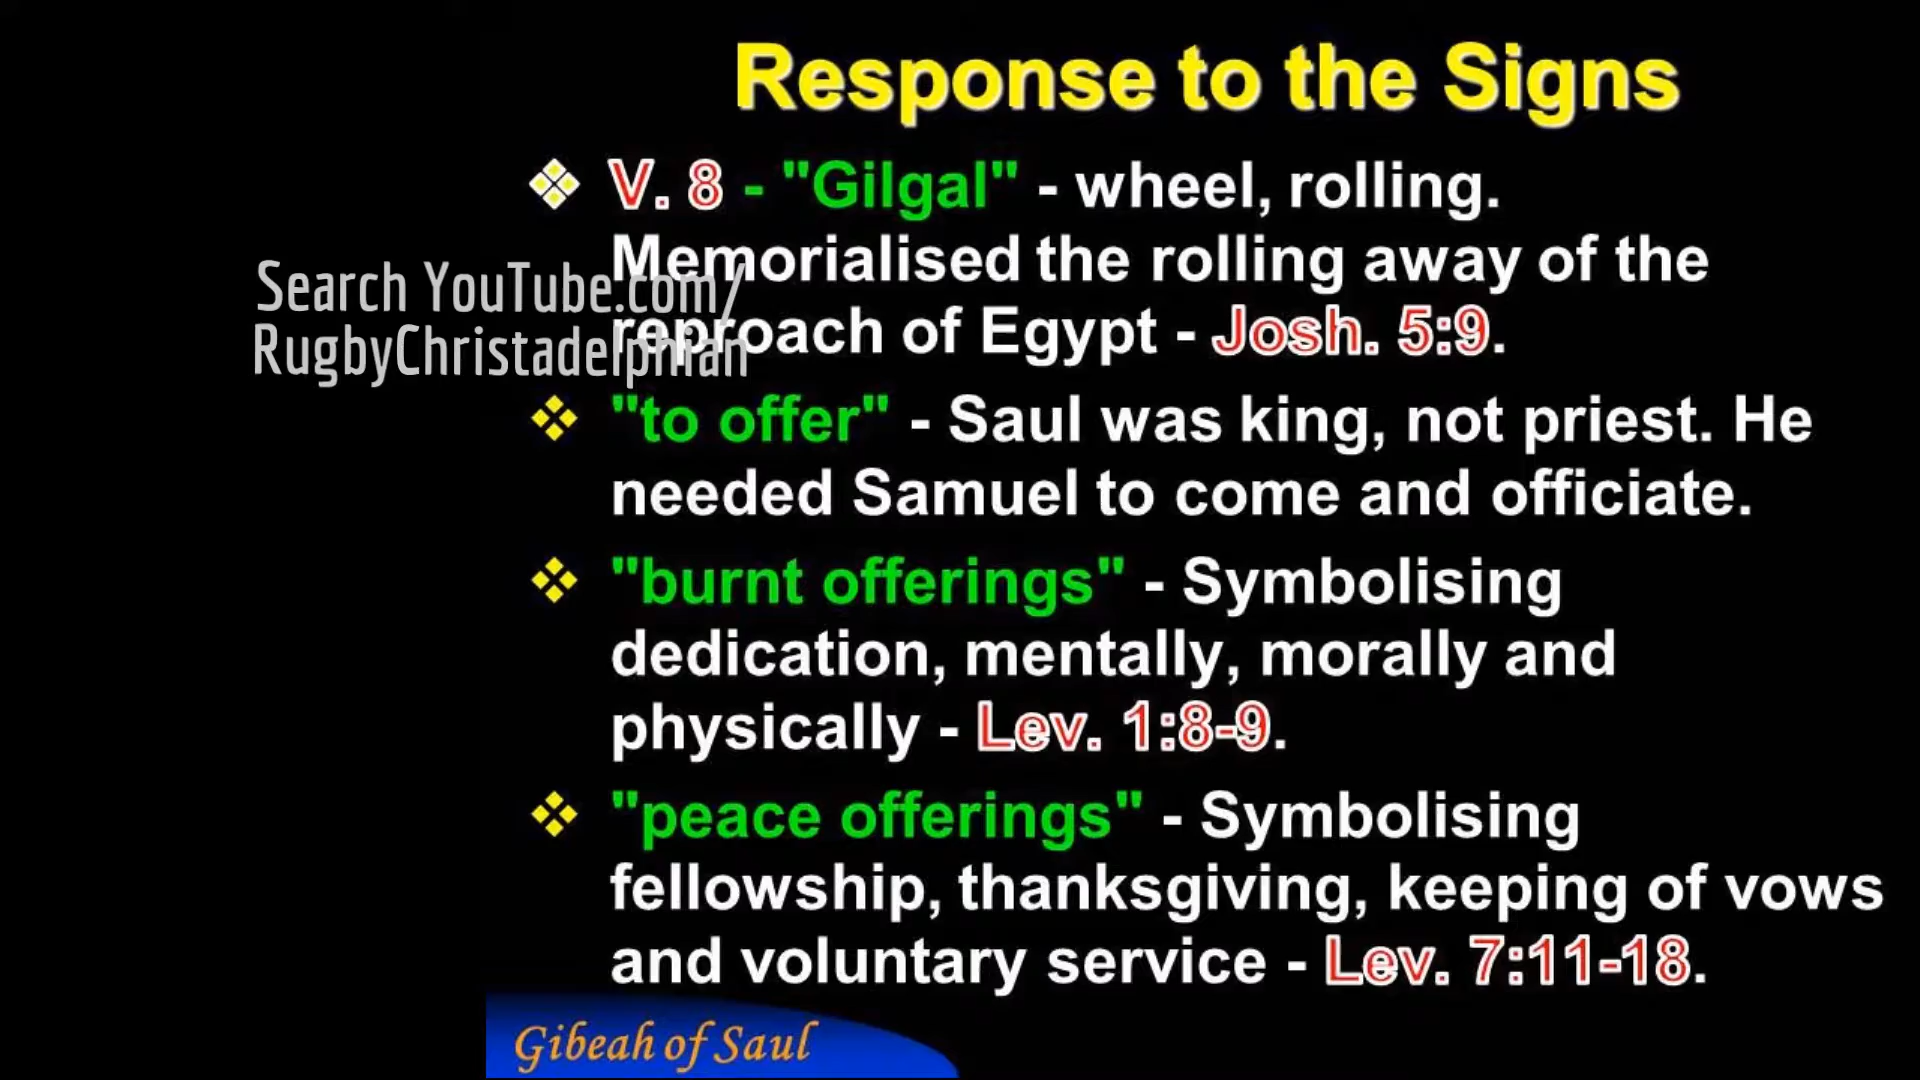 Response to the Signs
V. 8 - "Gilgal" - wheel, rolling.
Memorialised the rolling away of the
reproach of Egypt - Josh. 5:9.
Search YouTube.com/
RugbyChristadelphian
"to offer" - Saul was king, not priest. He
needed Samuel to come and officiate.
"burnt offerings" - Symbolising
dedication, mentally, morally and
physically - Lev. 1:8-9.
"peace offerings" - Symbolising
fellowship, thanksgiving, keeping of vows
and voluntary service - Lev. 7:11-18.
Gibeah of Saul